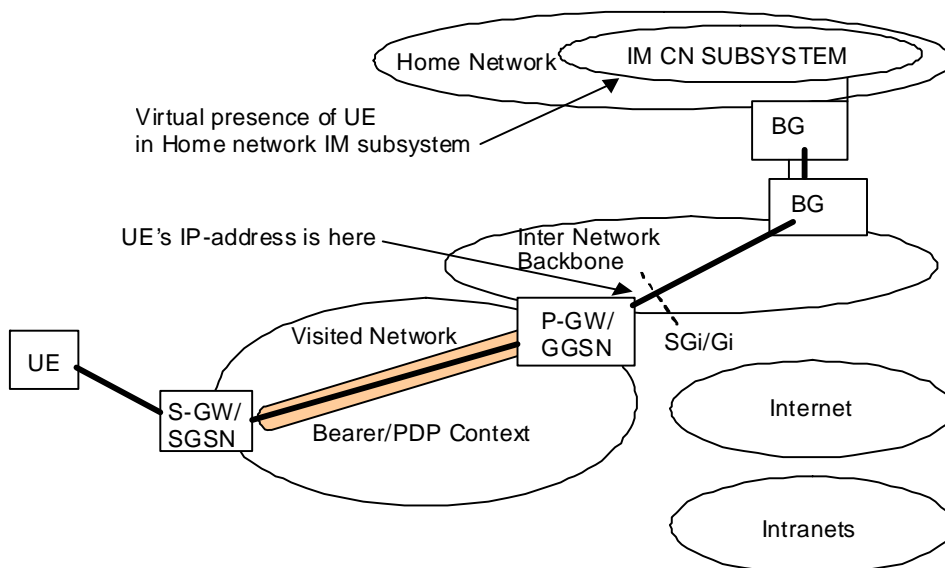 IM CN SUBSYSTEM
Home Network
Virtual presence of UE
in Home network IM subsystem
BG
BG
UE's IP-address is here
Inter Network
Backbone
P-GW/
GGSN
SGi/Gi
Visited Network
UE
S-GW/
SGSN
Bearer/PDP Context
Internet
Intranets